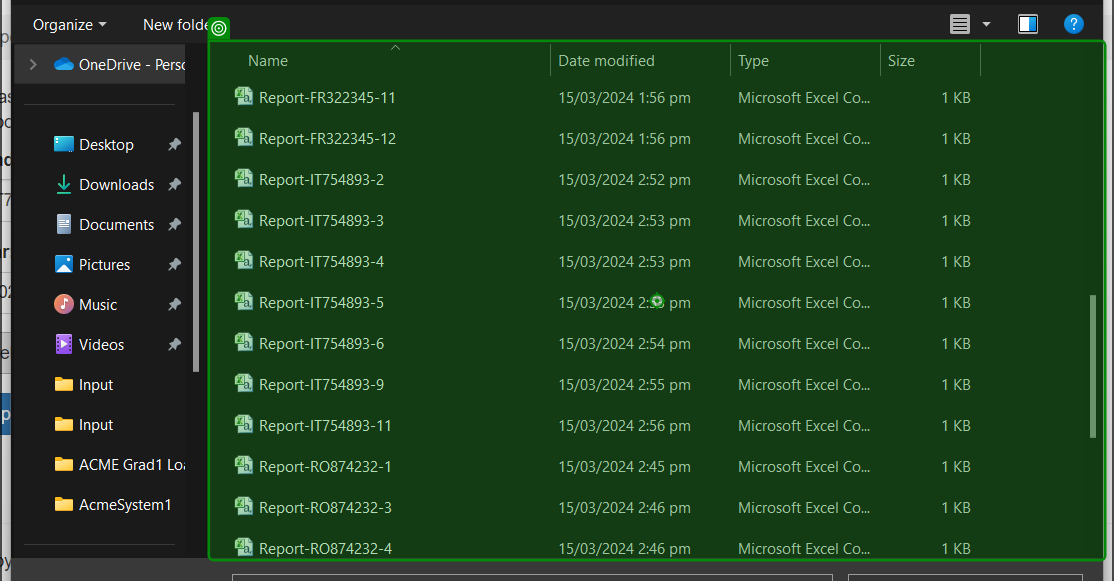 Organize New folde
OneDrive - Perso
Desktop
Downloads
Documents
Pictures
Music
Videos
Input
Input
ACME Grad1 Loa
AcmeSystem1
Name Date modified Type Size
Report-FR322345-11 15/03/2024 1:56 pm Microsoft Excel Co... 1 KB
Report-FR322345-12 15/03/2024 1:56 pm Microsoft Excel Co... 1 KB
Report-IT754893-2 15/03/2024 2:52 pm Microsoft Excel Co... 1 KB
Report-IT754893-3 15/03/2024 2:53 pm Microsoft Excel Co... 1 KB
Report-IT754893-4 15/03/2024 2:53 pm Microsoft Excel Co... 1 KB
Report-IT754893-5 15/03/2024 pm Microsoft Excel Co... 1 KB
Report-IT754893-6 15/03/2024 2:54 pm Microsoft Excel Co... 1 KB
Report-IT754893-9 15/03/2024 2:55 pm Microsoft Excel Co... 1 KB
Report-IT754893-11 15/03/2024 2:56 pm Microsoft Excel Co... 1 KB
Report-RO874232-1 15/03/2024 2:45 pm Microsoft Excel Co... 1 KB
Report-RO874232-3 15/03/2024 2:46 pm Microsoft Excel Co... 1 KB
Report-RO874232-4 15/03/2024 2:46 pm Microsoft Excel Co... 1 KB